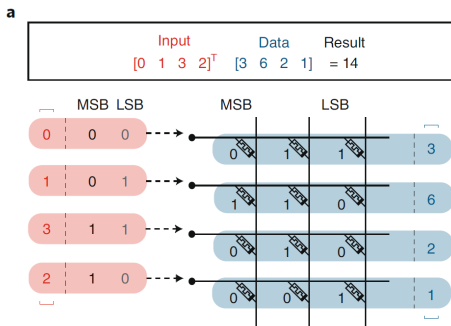 a
Input Data Result
[0 1 3 2]ᵀ [3 6 2 1] = 14
MSB LSB MSB LSB
0 0 0 0 1 1 3
1 0 1 1 1 0 6
3 1 1 0 1 0 2
2 1 0 0 0 1 1